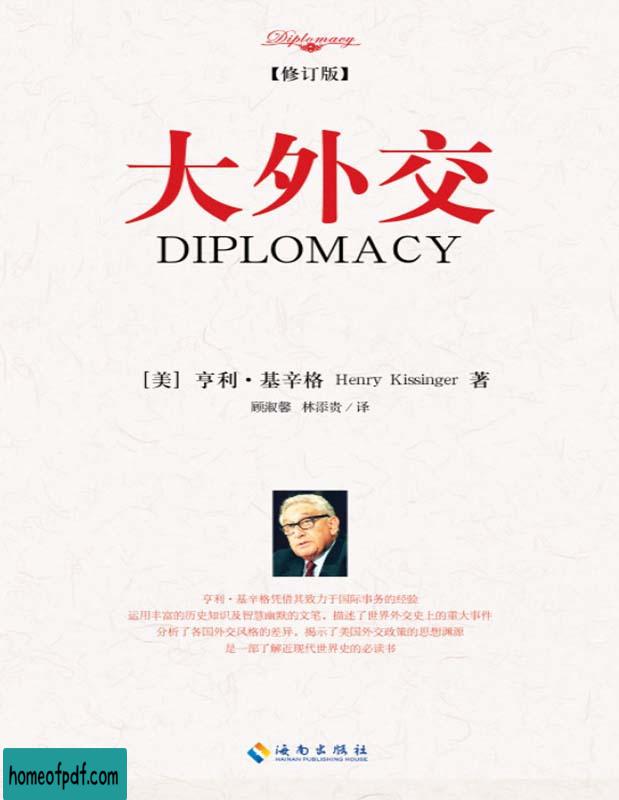 Diplomacy
【修订版】
大外交
DIPLOMACY
［美］亨利·基辛格 Henry Kissinger 著
顾淑馨 林添贵／译
亨利·基辛格凭借其致力于国际事务的经验
运用丰富的历史知识及智慧幽默的文笔，描述了世界外交史上的重大事件
分析了各国外交风格的差异，揭示了美国外交政策的思想渊源
是一部了解近现代世界史的必读书
海南出版社
HAINAN PUBLISHING HOUSE
homeofpdf.com